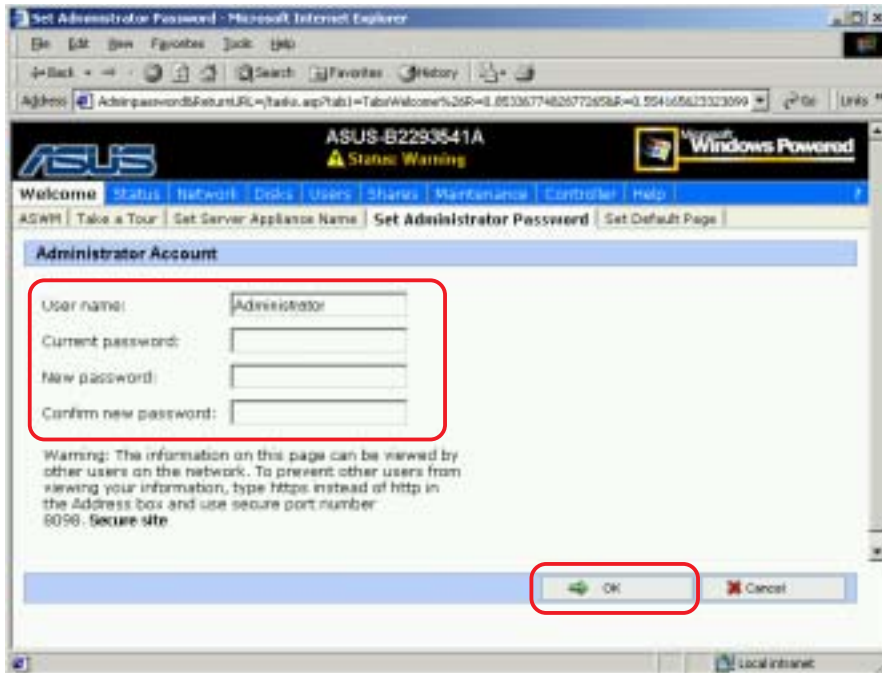 Set Administrator Password - Microsoft Internet Explorer
File Edit View Favorites Tools Help
Back Search Favorites History
Address Links
ASUS
ASUS-B2293541A
Status: Warning
Microsoft Windows Powered
Welcome Status Network Disks Users Shares Maintenance Controller Help ?
ASWM Take a Tour Set Server Appliance Name Set Administrator Password Set Default Page
Administrator Account
User name: Administrator
Current password:
New password:
Confirm new password:
Warning: The information on this page can be viewed by
other users on the network. To prevent other users from
viewing your information, type https instead of http in
the Address box and use secure port number
8098. Secure site
OK Cancel
Local intranet